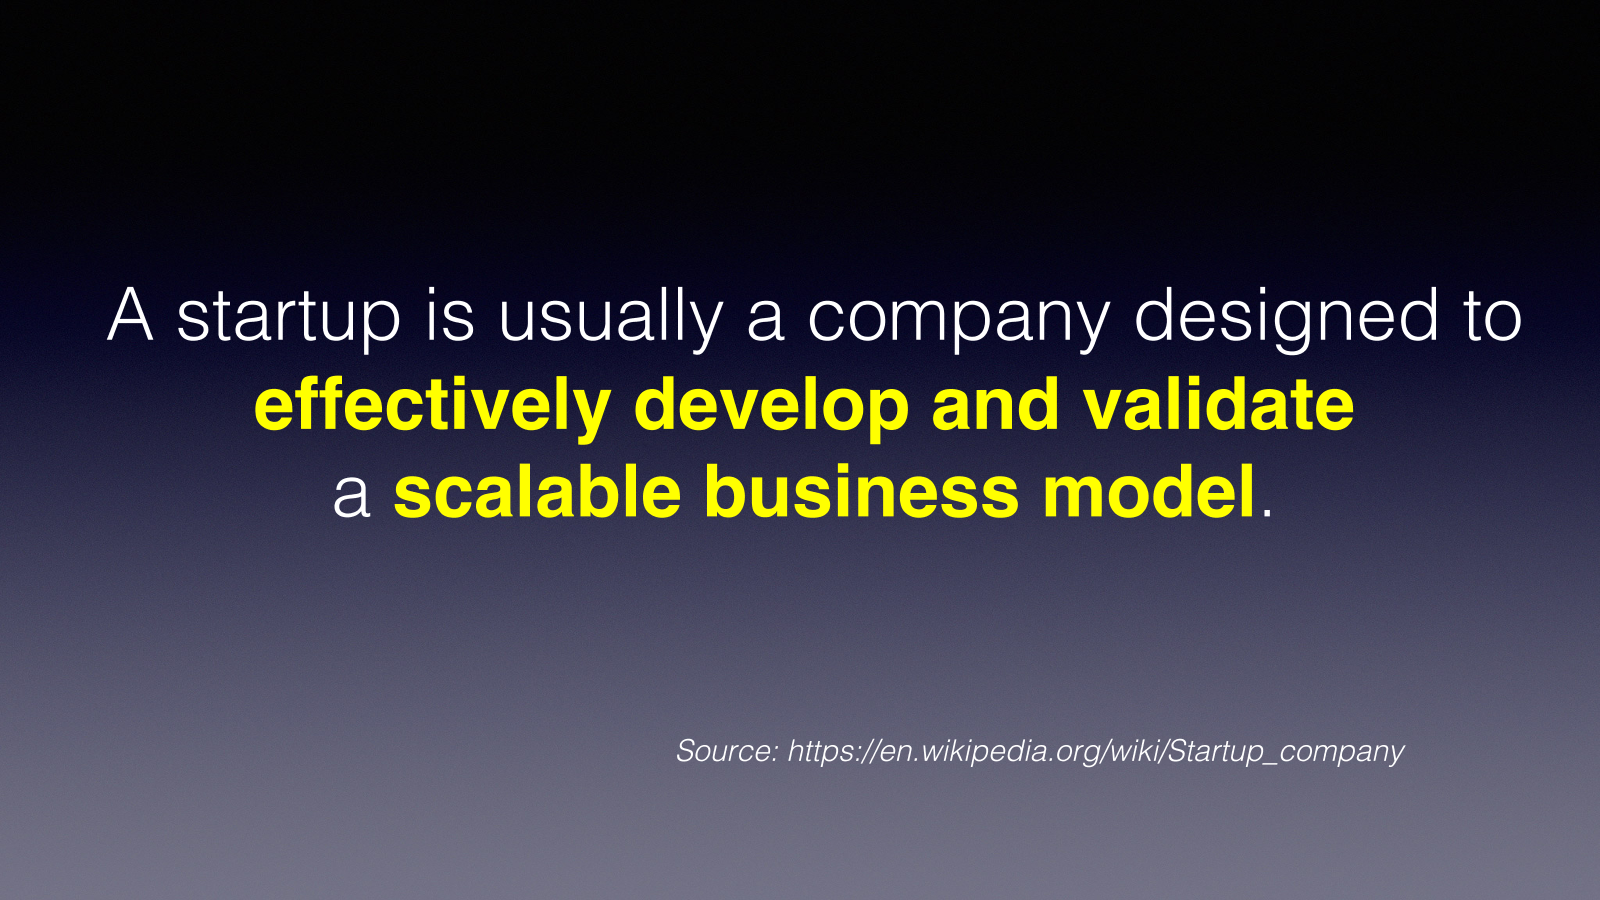 A startup is usually a company designed to
effectively develop and validate
a scalable business model.
Source: https://en.wikipedia.org/wiki/Startup_company